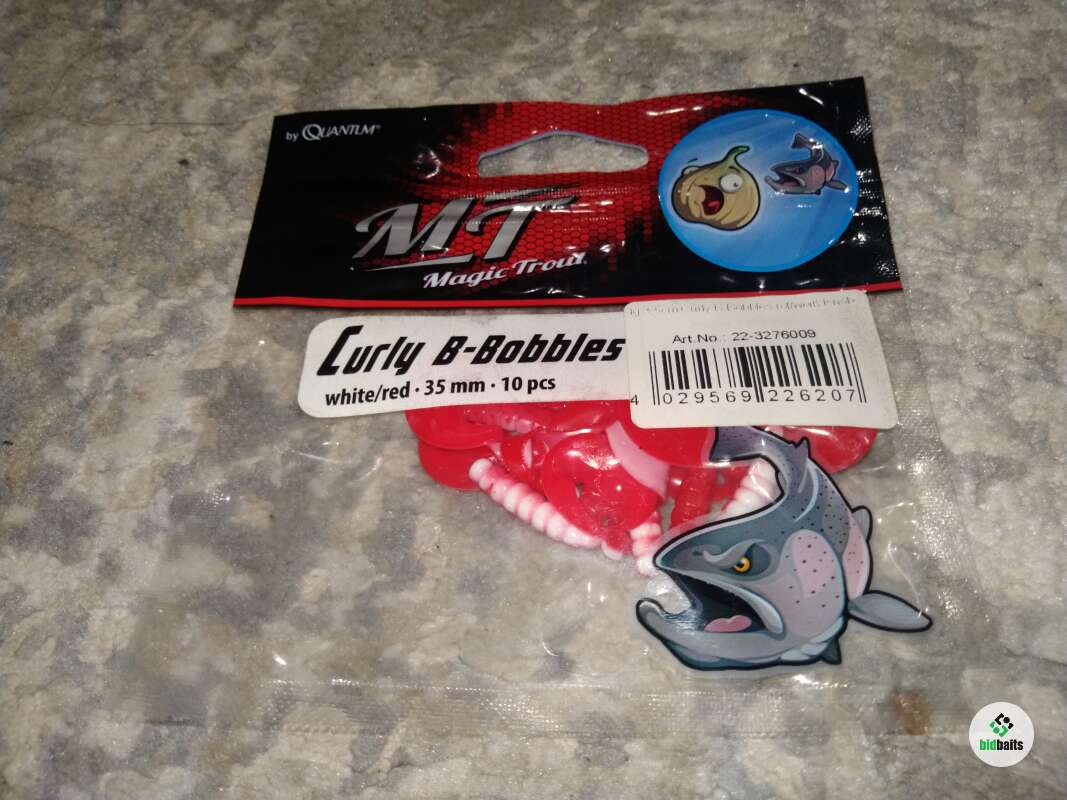 by QUANTUM®
MT
Magic Trout
Curly B-Bobbles
white/red · 35 mm · 10 pcs
Art.No.: 22-3276009
4 029569 226207
bidbaits